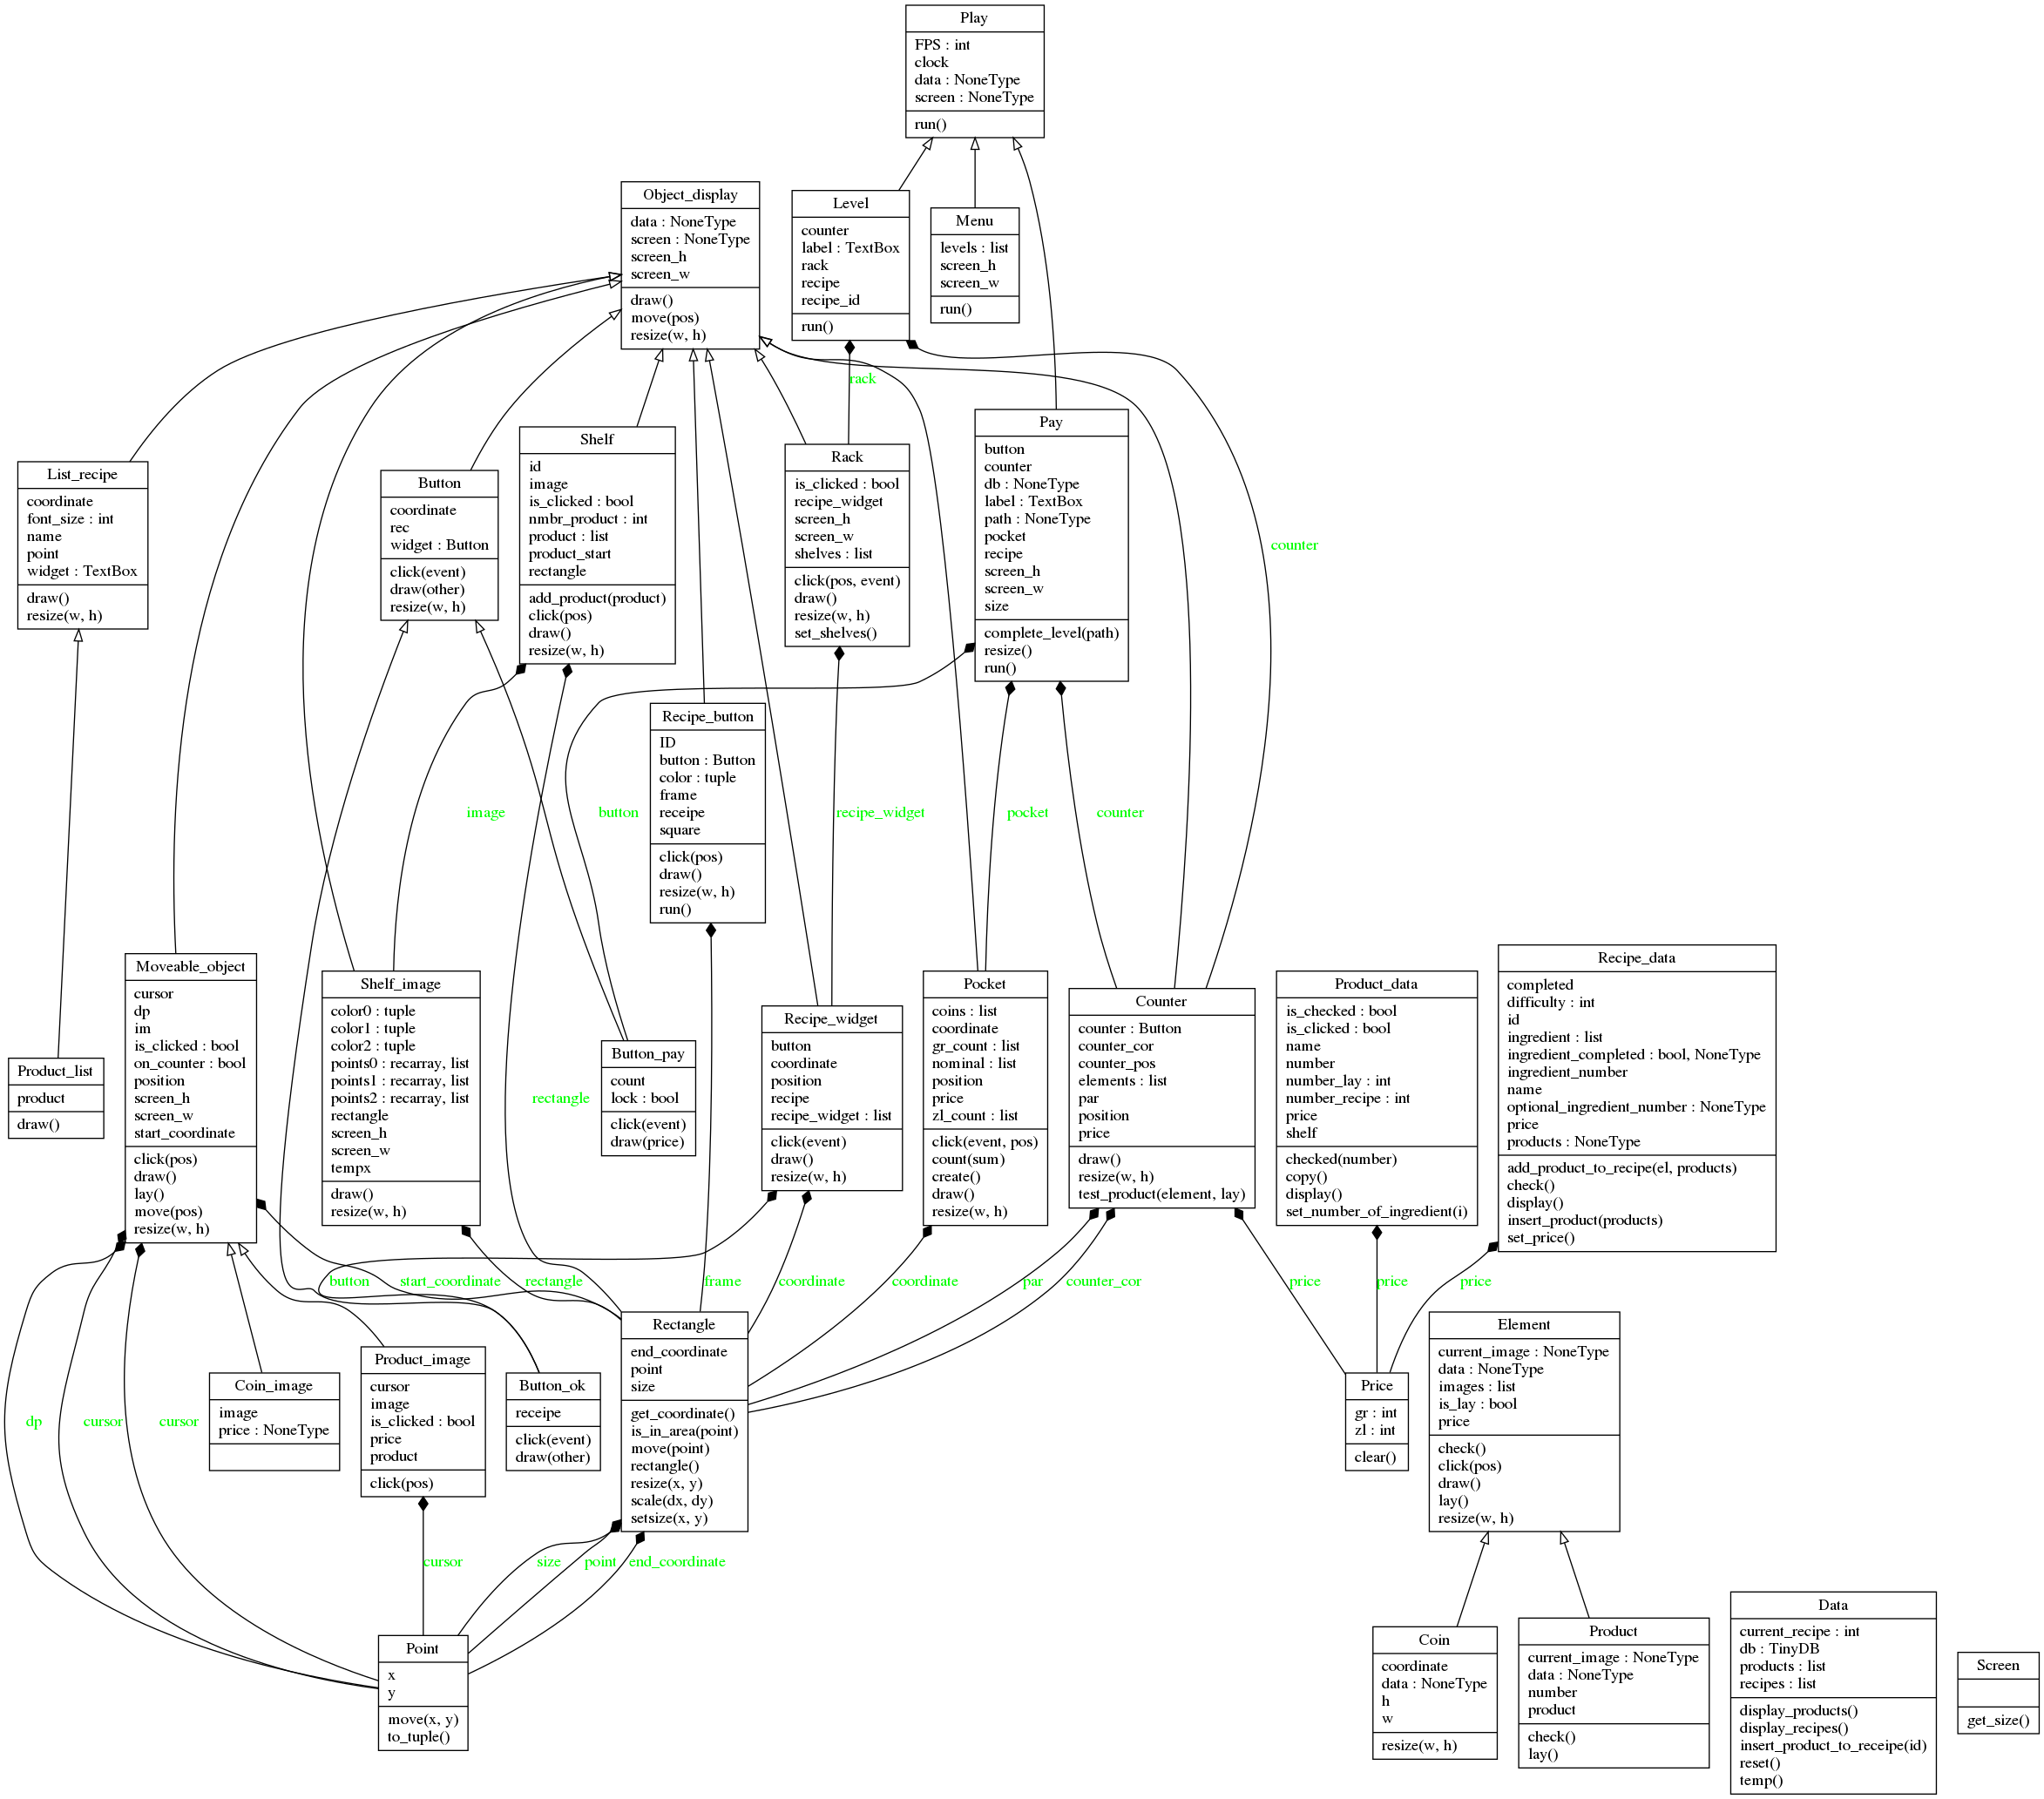 Play
FPS : int
clock
data : NoneType
screen : NoneType
run()
Object_display
data : NoneType
screen : NoneType
screen_h
screen_w
draw()
move(pos)
resize(w, h)
Level
counter
label : TextBox
rack
recipe
recipe_id
run()
Menu
levels : list
screen_h
screen_w
run()
rack
List_recipe
coordinate
font_size : int
name
point
widget : TextBox
draw()
resize(w, h)
Button
coordinate
rec
widget : Button
click(event)
draw(other)
resize(w, h)
Shelf
id
image
is_clicked : bool
nmbr_product : int
product : list
product_start
rectangle
add_product(product)
click(pos)
draw()
resize(w, h)
Rack
is_clicked : bool
recipe_widget
screen_h
screen_w
shelves : list
click(pos, event)
draw()
resize(w, h)
set_shelves()
Pay
button
counter
db : NoneType
label : TextBox
path : NoneType
pocket
recipe
screen_h
screen_w
size
complete_level(path)
resize()
run()
counter
Recipe_button
ID
button : Button
color : tuple
frame
receipe
square
click(pos)
draw()
resize(w, h)
run()
image
button
recipe_widget
pocket
counter
Product_list
product
draw()
Moveable_object
cursor
dp
im
is_clicked : bool
on_counter : bool
position
screen_h
screen_w
start_coordinate
click(pos)
draw()
lay()
move(pos)
resize(w, h)
Shelf_image
color0 : tuple
color1 : tuple
color2 : tuple
points0 : recarray, list
points1 : recarray, list
points2 : recarray, list
rectangle
screen_h
screen_w
tempx
draw()
resize(w, h)
rectangle
Button_pay
count
lock : bool
click(event)
draw(price)
Recipe_widget
button
coordinate
position
recipe
recipe_widget : list
click(event)
draw()
resize(w, h)
Pocket
coins : list
coordinate
gr_count : list
nominal : list
position
price
zl_count : list
click(event, pos)
count(sum)
create()
draw()
resize(w, h)
Counter
counter : Button
counter_cor
counter_pos
elements : list
par
position
price
draw()
resize(w, h)
test_product(element, lay)
Product_data
is_checked : bool
is_clicked : bool
name
number
number_lay : int
number_recipe : int
price
shelf
checked(number)
copy()
display()
set_number_of_ingredient(i)
Recipe_data
completed
difficulty : int
id
ingredient : list
ingredient_completed : bool, NoneType
ingredient_number
name
optional_ingredient_number : NoneType
price
products : NoneType
add_product_to_recipe(el, products)
check()
display()
insert_product(products)
set_price()
button
start_coordinate
rectangle
frame
coordinate
coordinate
par
counter_cor
price
price
price
dp
cursor
cursor
Coin_image
image
price : NoneType
Product_image
cursor
image
is_clicked : bool
price
product
click(pos)
Button_ok
receipe
click(event)
draw(other)
Rectangle
end_coordinate
point
size
get_coordinate()
is_in_area(point)
move(point)
rectangle()
resize(x, y)
scale(dx, dy)
setsize(x, y)
Price
gr : int
zl : int
clear()
Element
current_image : NoneType
data : NoneType
images : list
is_lay : bool
price
check()
click(pos)
draw()
lay()
resize(w, h)
cursor
size
point
end_coordinate
Point
x
y
move(x, y)
to_tuple()
Coin
coordinate
data : NoneType
h
w
resize(w, h)
Product
current_image : NoneType
data : NoneType
number
product
check()
lay()
Data
current_recipe : int
db : TinyDB
products : list
recipes : list
display_products()
display_recipes()
insert_product_to_receipe(id)
reset()
temp()
Screen
get_size()